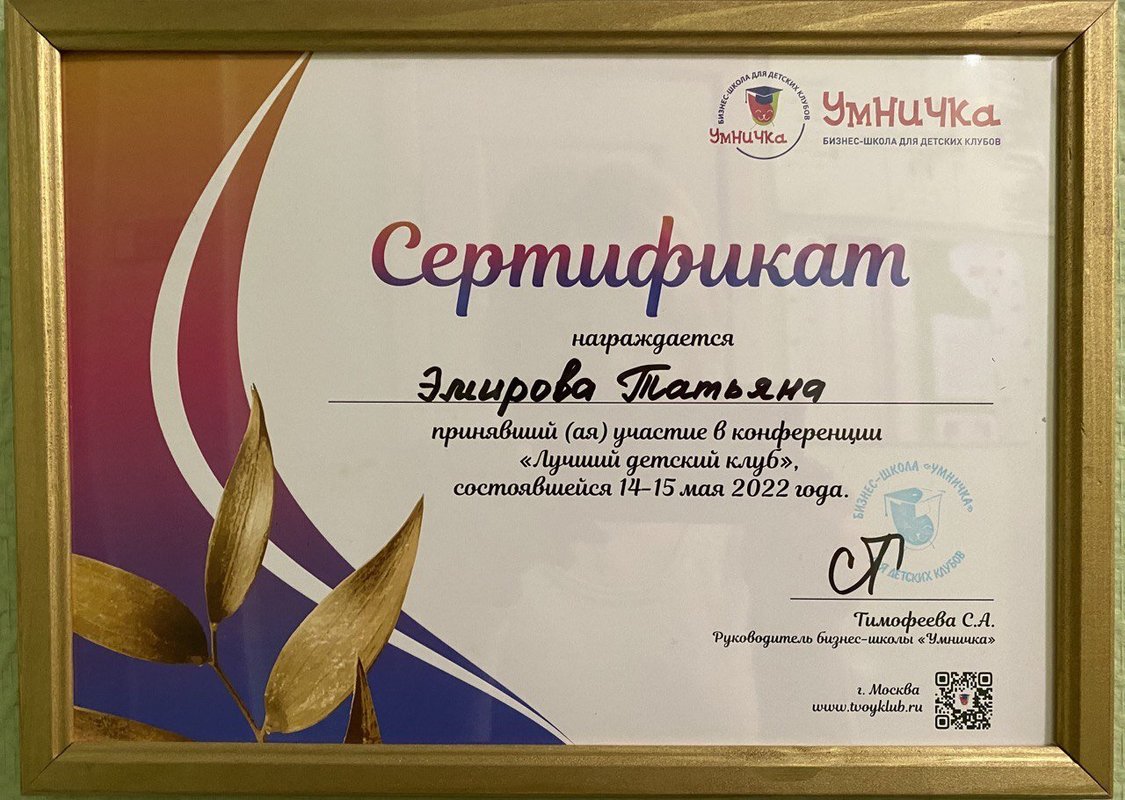 БИЗНЕС-ШКОЛА ДЛЯ ДЕТСКИХ КЛУБОВ
Умничка
Умничка
БИЗНЕС-ШКОЛА ДЛЯ ДЕТСКИХ КЛУБОВ
Сертификат
награждается
Эмирова Татьяна
принявший (ая) участие в конференции
«Лучший детский клуб»,
состоявшейся 14-15 мая 2022 года.
БИЗНЕС-ШКОЛА «УМНИЧКА»
ДЕТСКИХ КЛУБОВ
Тимофеева С.А.
Руководитель бизнес-школы «Умничка»
г. Москва
www.tvoyklub.ru